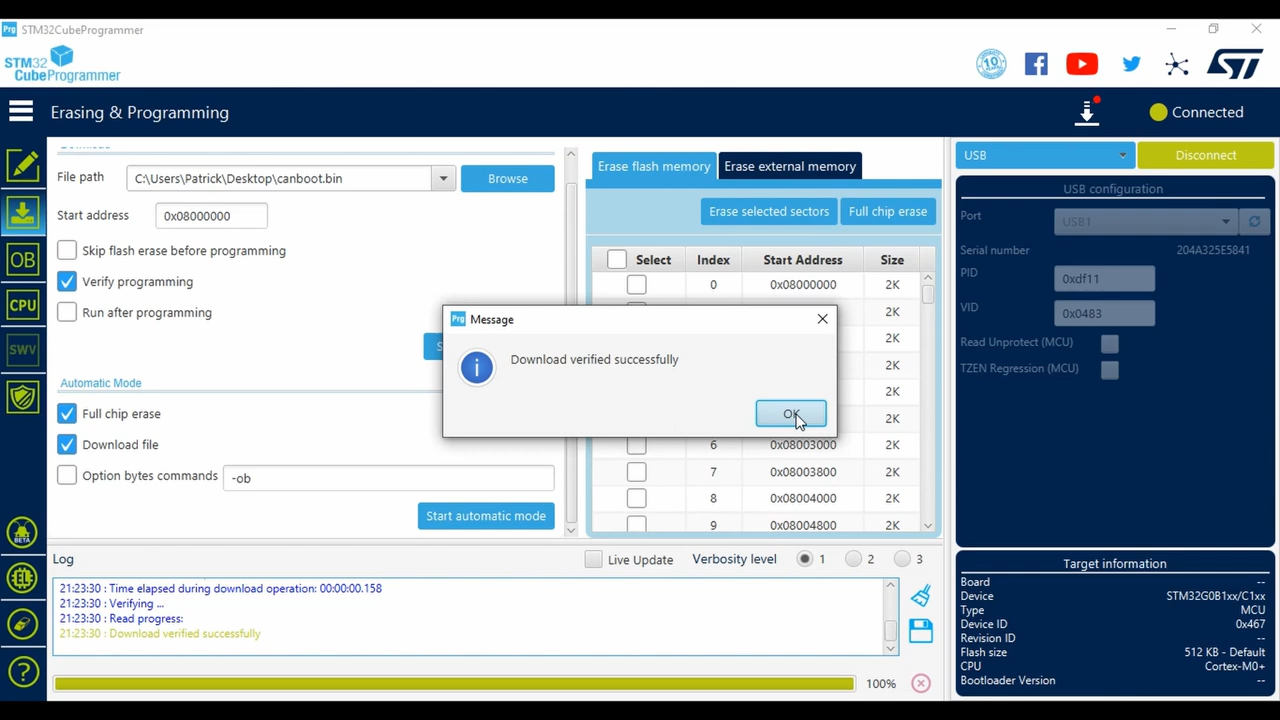 Prg STM32CubeProgrammer
STM32
CubeProgrammer
10
Erasing & Programming
Connected
File path
C:\Users\Patrick\Desktop\canboot.bin
Browse
Start address
0x08000000
Skip flash erase before programming
Verify programming
Run after programming
Automatic Mode
Full chip erase
Download file
Option bytes commands
-ob
Start automatic mode
OB
CPU
SWV
BETA
?
Erase flash memory
Erase external memory
Erase selected sectors
Full chip erase
Select Index Start Address Size
0 0x08000000 2K
2K
2K
2K
2K
2K
6 0x08003000 2K
7 0x08003800 2K
8 0x08004000 2K
9 0x08004800 2K
Prg Message
Download verified successfully
OK
USB
Disconnect
USB configuration
Port USB1
Serial number 204A325E5841
PID 0xdf11
VID 0x0483
Read Unprotect (MCU)
TZEN Regression (MCU)
Log
Live Update Verbosity level 1 2 3
21:23:30 : Time elapsed during download operation: 00:00:00.158
21:23:30 : Verifying ...
21:23:30 : Read progress:
21:23:30 : Download verified successfully
100%
Target information
Board --
Device STM32G0B1xx/C1xx
Type MCU
Device ID 0x467
Revision ID --
Flash size 512 KB - Default
CPU Cortex-M0+
Bootloader Version --